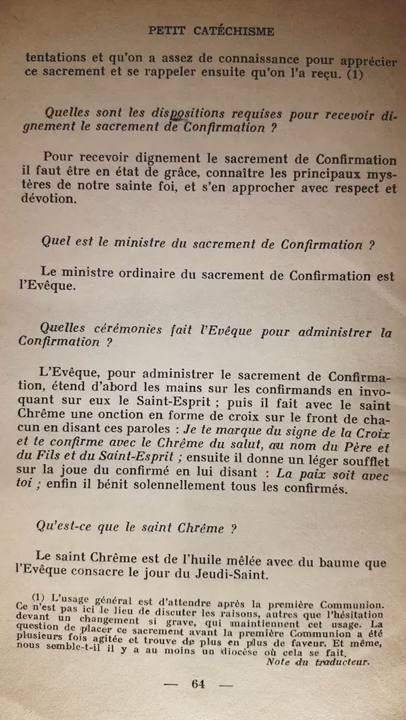 PETIT CATÉCHISME
tentations et qu'on a assez de connaissance pour apprécier
ce sacrement et se rappeler ensuite qu'on l'a reçu. (1)
Quelles sont les dispositions requises pour recevoir di-
gnement le sacrement de Confirmation ?
Pour recevoir dignement le sacrement de Confirmation
il faut être en état de grâce, connaître les principaux mys-
tères de notre sainte foi, et s'en approcher avec respect et
dévotion.
Quel est le ministre du sacrement de Confirmation ?
Le ministre ordinaire du sacrement de Confirmation est
l'Evêque.
Quelles cérémonies fait l'Evêque pour administrer la
Confirmation ?
L'Evêque, pour administrer le sacrement de Confirma-
tion, étend d'abord les mains sur les confirmands en invo-
quant sur eux le Saint-Esprit ; puis il fait avec le saint
Chrême une onction en forme de croix sur le front de cha-
cun en disant ces paroles : Je te marque du signe de la Croix
et te confirme avec le Chrême du salut, au nom du Père et
du Fils et du Saint-Esprit ; ensuite il donne un léger soufflet
sur la joue du confirmé en lui disant : La paix soit avec
toi ; enfin il bénit solennellement tous les confirmés.
Qu'est-ce que le saint Chrême ?
Le saint Chrême est de l'huile mêlée avec du baume que
l'Evêque consacre le jour du Jeudi-Saint.
(1) L'usage général est d'attendre après la première Communion.
Ce n'est pas ici le lieu de discuter les raisons, autres que l'hésitation
devant un changement si grave, qui maintiennent cet usage. La
question de placer ce sacrement avant la première Communion a été
plusieurs fois agitée et trouve de plus en plus de faveur. Et même,
nous semble-t-il il y a au moins un diocèse où cela se fait.
Note du traducteur.
— 64 —